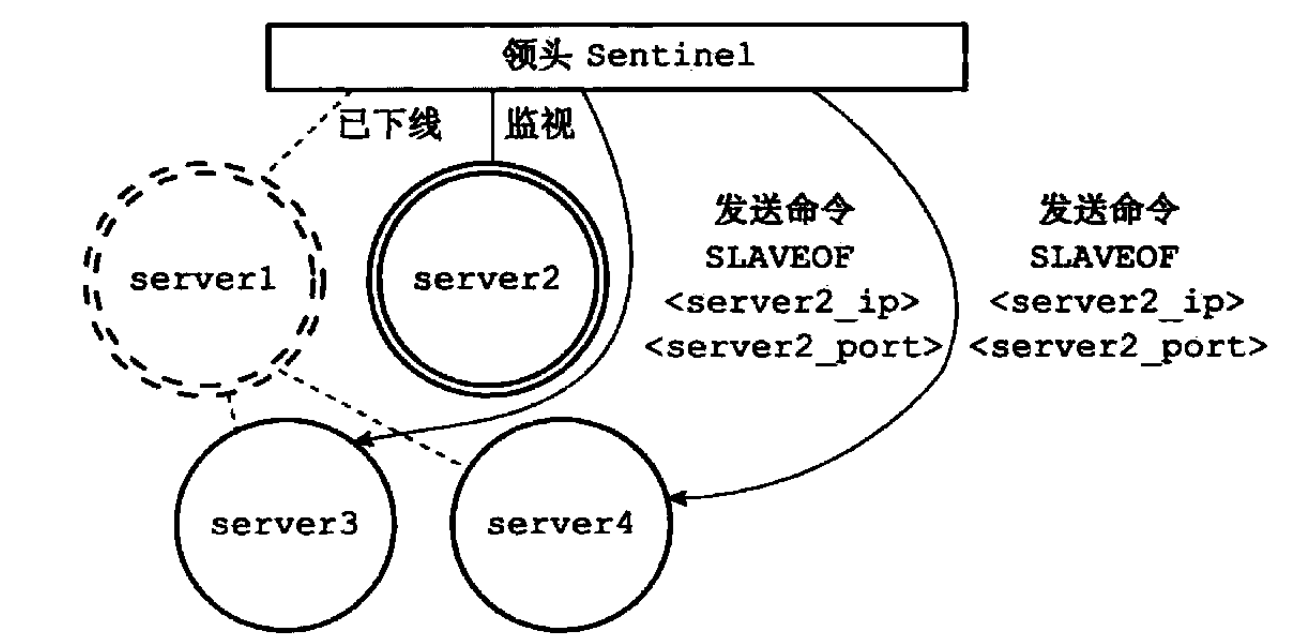 领头 Sentinel
已下线
监视
server1
server2
发送命令
SLAVEOF
<server2_ip>
<server2_port>
发送命令
SLAVEOF
<server2_ip>
<server2_port>
server3
server4